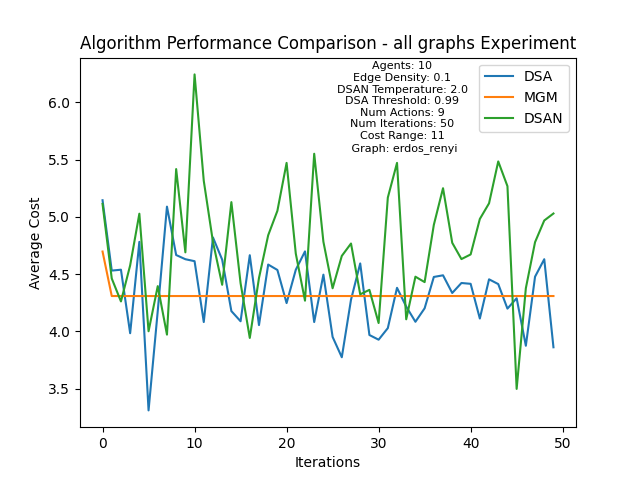 Algorithm Performance Comparison - all graphs Experiment
Agents: 10
Edge Density: 0.1
DSAN Temperature: 2.0
DSA Threshold: 0.99
Num Actions: 9
Num Iterations: 50
Cost Range: 11
Graph: erdos_renyi
DSA
MGM
DSAN
Average Cost
6.0
5.5
5.0
4.5
4.0
3.5
0
10
20
30
40
50
Iterations